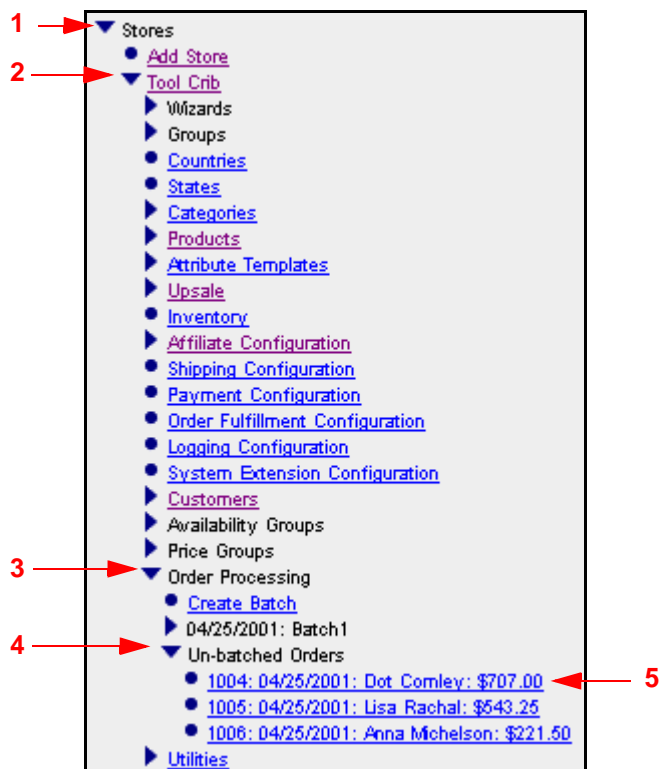 1 Stores
Add Store
2 Tool Crib
Wizards
Groups
Countries
States
Categories
Products
Attribute Templates
Upsale
Inventory
Affiliate Configuration
Shipping Configuration
Payment Configuration
Order Fulfillment Configuration
Logging Configuration
System Extension Configuration
Customers
Availability Groups
Price Groups
3 Order Processing
Create Batch
04/25/2001: Batch1
4 Un-batched Orders
1004: 04/25/2001: Dot Comley: $707.00 5
1005: 04/25/2001: Lisa Rachal: $543.25
1006: 04/25/2001: Anna Michelson: $221.50
Utilities